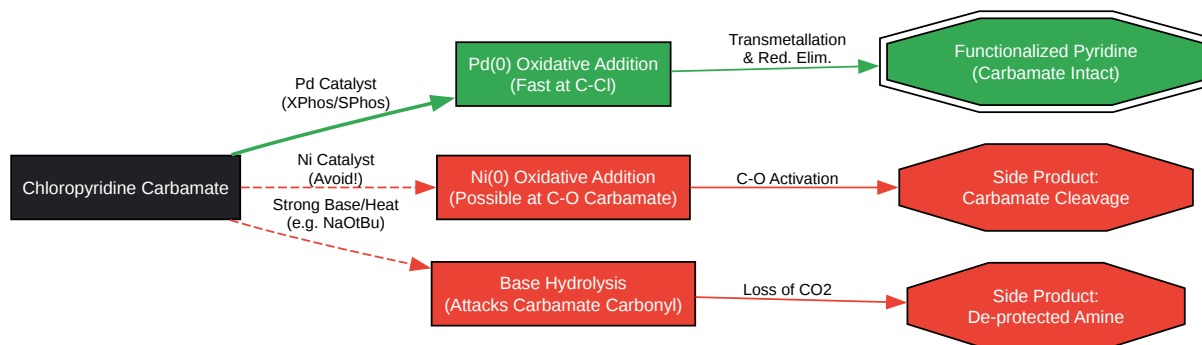 Chloropyridine Carbamate
Pd Catalyst
(XPhos/SPhos)
Pd(0) Oxidative Addition
(Fast at C-Cl)
Transmetallation
& Red. Elim.
Functionalized Pyridine
(Carbamate Intact)
Ni Catalyst
(Avoid!)
Ni(0) Oxidative Addition
(Possible at C-O Carbamate)
C-O Activation
Side Product:
Carbamate Cleavage
Strong Base/Heat
(e.g. NaOtBu)
Base Hydrolysis
(Attacks Carbamate Carbonyl)
Loss of CO2
Side Product:
De-protected Amine